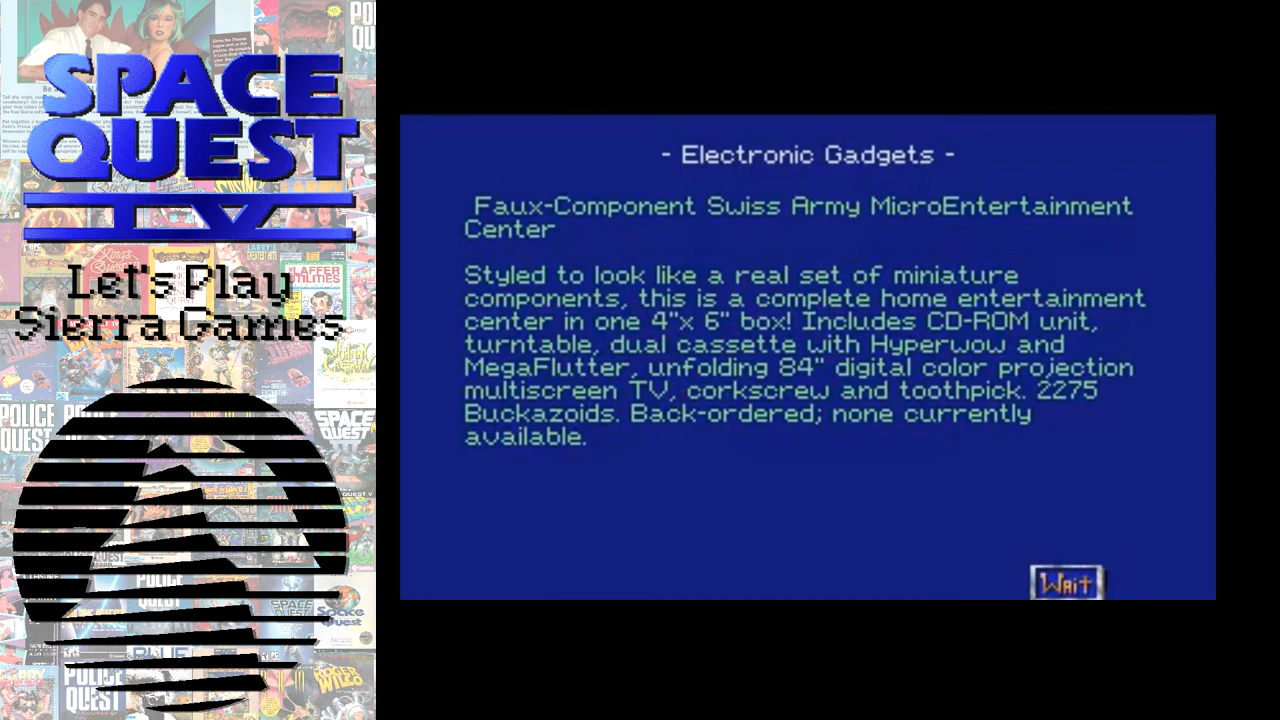 SPACE
QUEST
IV
Let's Play
Sierra Games
- Electronic Gadgets -
Faux-Component Swiss Army MicroEntertainment
Center
Styled to look like a real set of miniature
components, this is a complete home entertainment
center in one 4"x 6" box! Includes CD-ROM unit,
turntable, dual cassette with Hyperwow and
MegaFlutter, unfolding 84" digital color projection
multiscreen TV, corkscrew and toothpick. 2275
Buckazoids. Back-ordered; none currently
available.
Wait